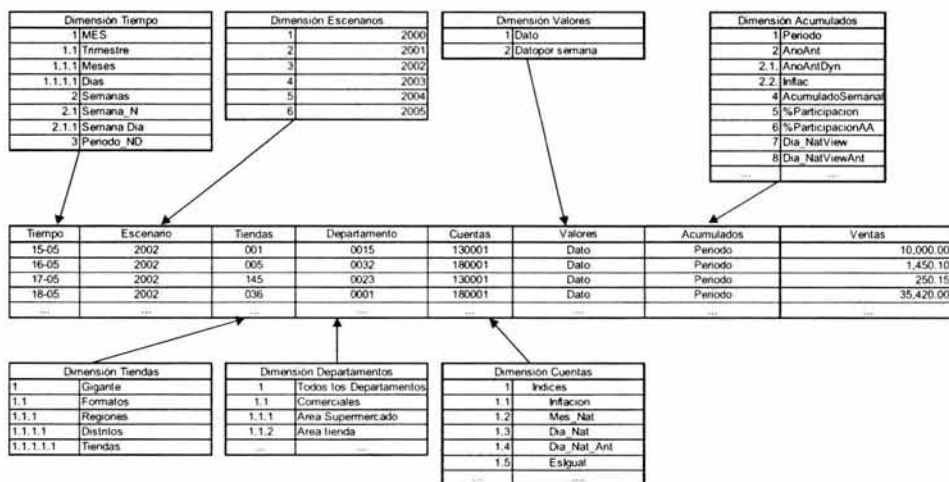 Dimensión Tiempo
1 MES
1.1 Trimestre
1.1.1 Meses
1.1.1.1 Dias
2 Semanas
2.1 Semana_N
2.1.1 Semana Dia
3 Periodo_ND
Dimensión Escenarios
1 2000
2 2001
3 2002
4 2003
5 2004
6 2005
Dimensión Valores
1 Dato
2 Datopor semana
Dimensión Acumulados
1 Periodo
2 AnoAnt
2.1. AnoAntDyn
2.2. Inflac
4 AcumuladoSemanal
5 %Participacion
6 %ParticipacionAA
7 Dia_NatView
8 Dia_NatViewAnt
... ...
Tiempo Escenario Tiendas Departamento Cuentas Valores Acumulados Ventas
15-05 2002 001 0015 130001 Dato Periodo 10,000.00
16-05 2002 005 0032 180001 Dato Periodo 1,450.10
17-05 2002 145 0023 130001 Dato Periodo 250.15
18-05 2002 036 0001 180001 Dato Periodo 35,420.00
... ... ... ... ... ... ... ...
Dimensión Tiendas
1 Gigante
1.1 Formatos
1.1.1 Regiones
1.1.1.1 Distritos
1.1.1.1.1 Tiendas
Dimensión Departamentos
1 Todos los Departamentos
1.1 Comerciales
1.1.1 Area Supermercado
1.1.2 Area tienda
... ...
Dimensión Cuentas
1 Indices
1.1 Inflacion
1.2 Mes_Nat
1.3 Dia_Nat
1.4 Dia_Nat_Ant
1.5 EsIgual
... ...